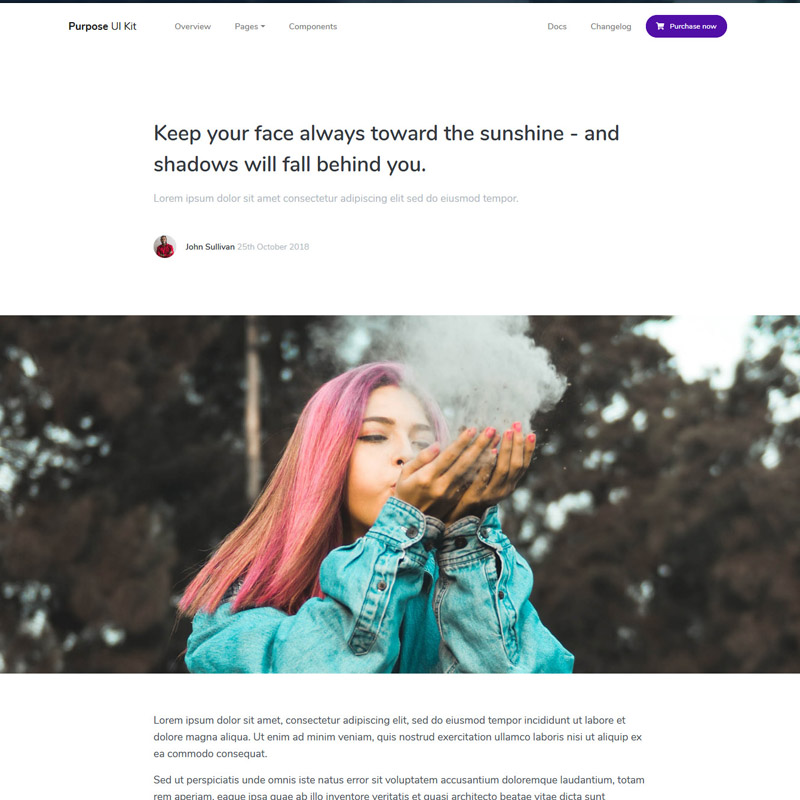 Purpose UI Kit Overview Pages Components Docs Changelog Purchase now
Keep your face always toward the sunshine - and
shadows will fall behind you.
Lorem ipsum dolor sit amet consectetur adipiscing elit sed do eiusmod tempor.
John Sullivan 25th October 2018
Lorem ipsum dolor sit amet, consectetur adipiscing elit, sed do eiusmod tempor incididunt ut labore et
dolore magna aliqua. Ut enim ad minim veniam, quis nostrud exercitation ullamco laboris nisi ut aliquip ex
ea commodo consequat.
Sed ut perspiciatis unde omnis iste natus error sit voluptatem accusantium doloremque laudantium, totam
rem aperiam, eaque ipsa quae ab illo inventore veritatis et quasi architecto beatae vitae dicta sunt